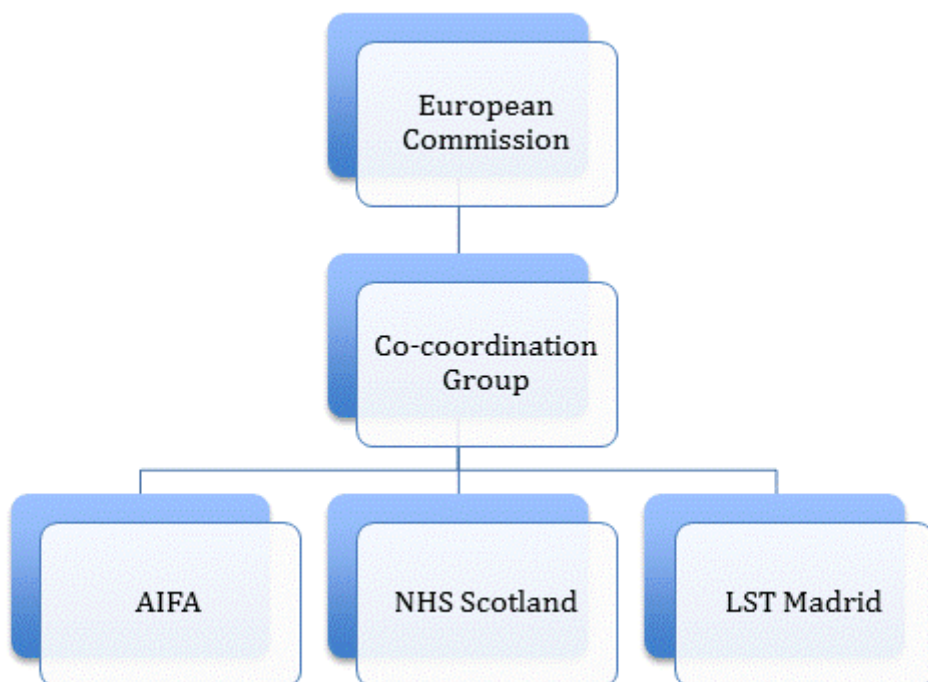 European
Commission
Co-coordination
Group
AIFA
NHS Scotland
LST Madrid